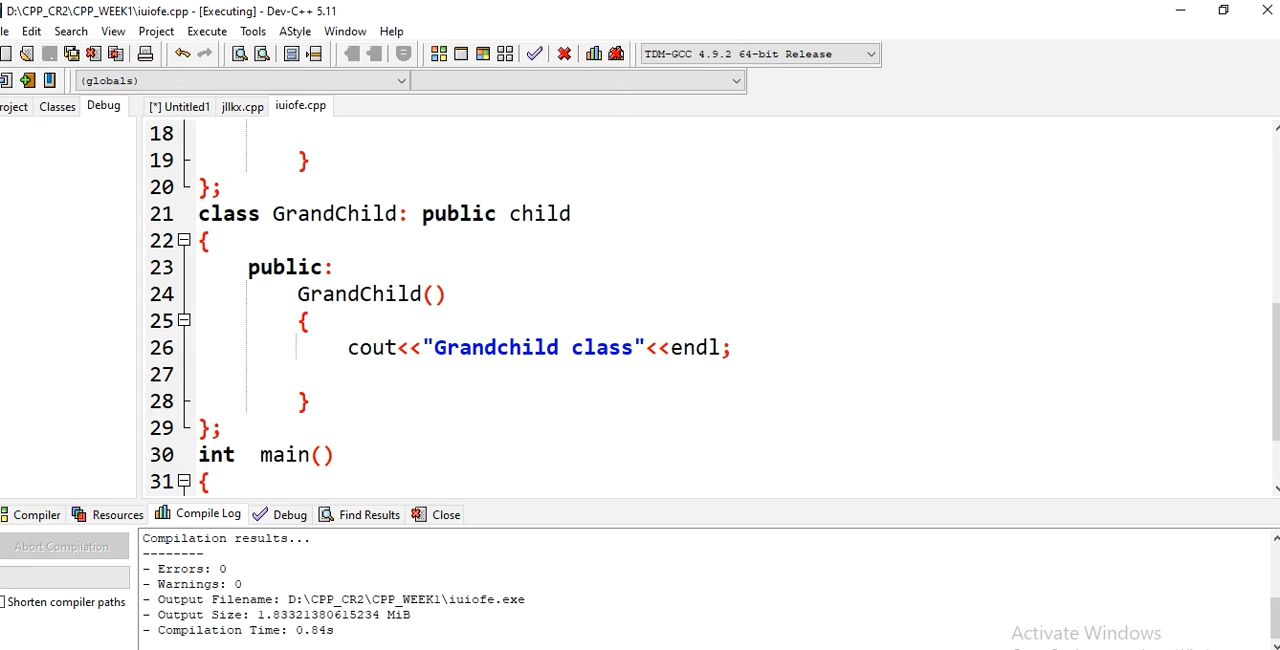 D:\CPP_CR2\CPP_WEEK1\iuiofe.cpp - [Executing] - Dev-C++ 5.11
le Edit Search View Project Execute Tools AStyle Window Help
TDM-GCC 4.9.2 64-bit Release
(globals)
roject Classes Debug [*] Untitled1 jllkx.cpp iuiofe.cpp
18
19 }
20 };
21 class GrandChild: public child
22 {
23 public:
24 GrandChild()
25 {
26 cout<<"Grandchild class"<<endl;
27
28 }
29 };
30 int main()
31 {
Compiler Resources Compile Log Debug Find Results Close
Abort Compilation
Shorten compiler paths
Compilation results...
--------
- Errors: 0
- Warnings: 0
- Output Filename: D:\CPP_CR2\CPP_WEEK1\iuiofe.exe
- Output Size: 1.83321380615234 MiB
- Compilation Time: 0.84s
Activate Windows